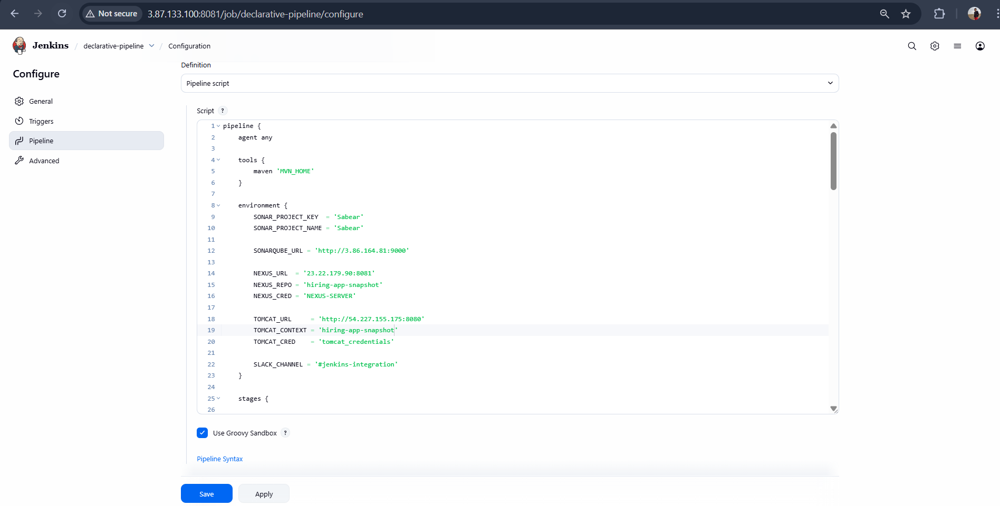 Not secure 3.87.133.100:8081/job/declarative-pipeline/configure
Jenkins / declarative-pipeline / Configuration
Configure
General
Triggers
Pipeline
Advanced
Definition
Pipeline script
Script ?
1 pipeline {
2     agent any
3
4     tools {
5         maven 'MVN_HOME'
6     }
7
8     environment {
9         SONAR_PROJECT_KEY  = 'Sabear'
10         SONAR_PROJECT_NAME = 'Sabear'
11
12         SONARQUBE_URL = 'http://3.86.164.81:9000'
13
14         NEXUS_URL  = '23.22.179.90:8081'
15         NEXUS_REPO = 'hiring-app-snapshot'
16         NEXUS_CRED = 'NEXUS-SERVER'
17
18         TOMCAT_URL     = 'http://54.227.155.175:8080'
19         TOMCAT_CONTEXT = 'hiring-app-snapshot'
20         TOMCAT_CRED    = 'tomcat_credentials'
21
22         SLACK_CHANNEL = '#jenkins-integration'
23     }
24
25     stages {
26
Use Groovy Sandbox ?
Pipeline Syntax
Save
Apply